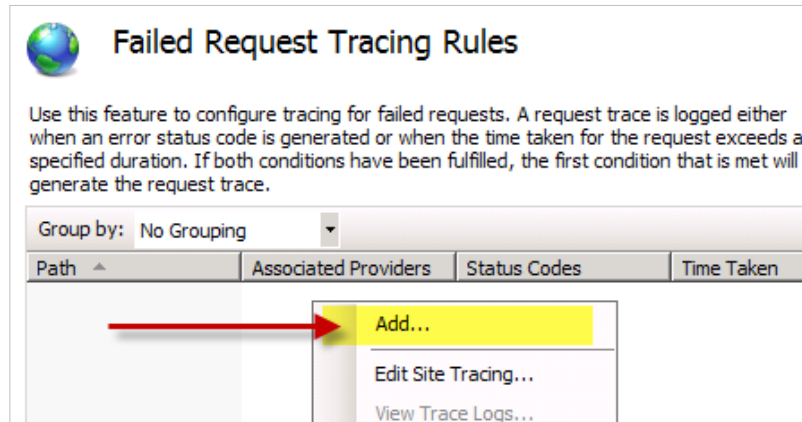 Failed Request Tracing Rules
Use this feature to configure tracing for failed requests. A request trace is logged either
when an error status code is generated or when the time taken for the request exceeds a
specified duration. If both conditions have been fulfilled, the first condition that is met will
generate the request trace.
Group by: No Grouping
Path Associated Providers Status Codes Time Taken
Add...
Edit Site Tracing...
View Trace Logs...